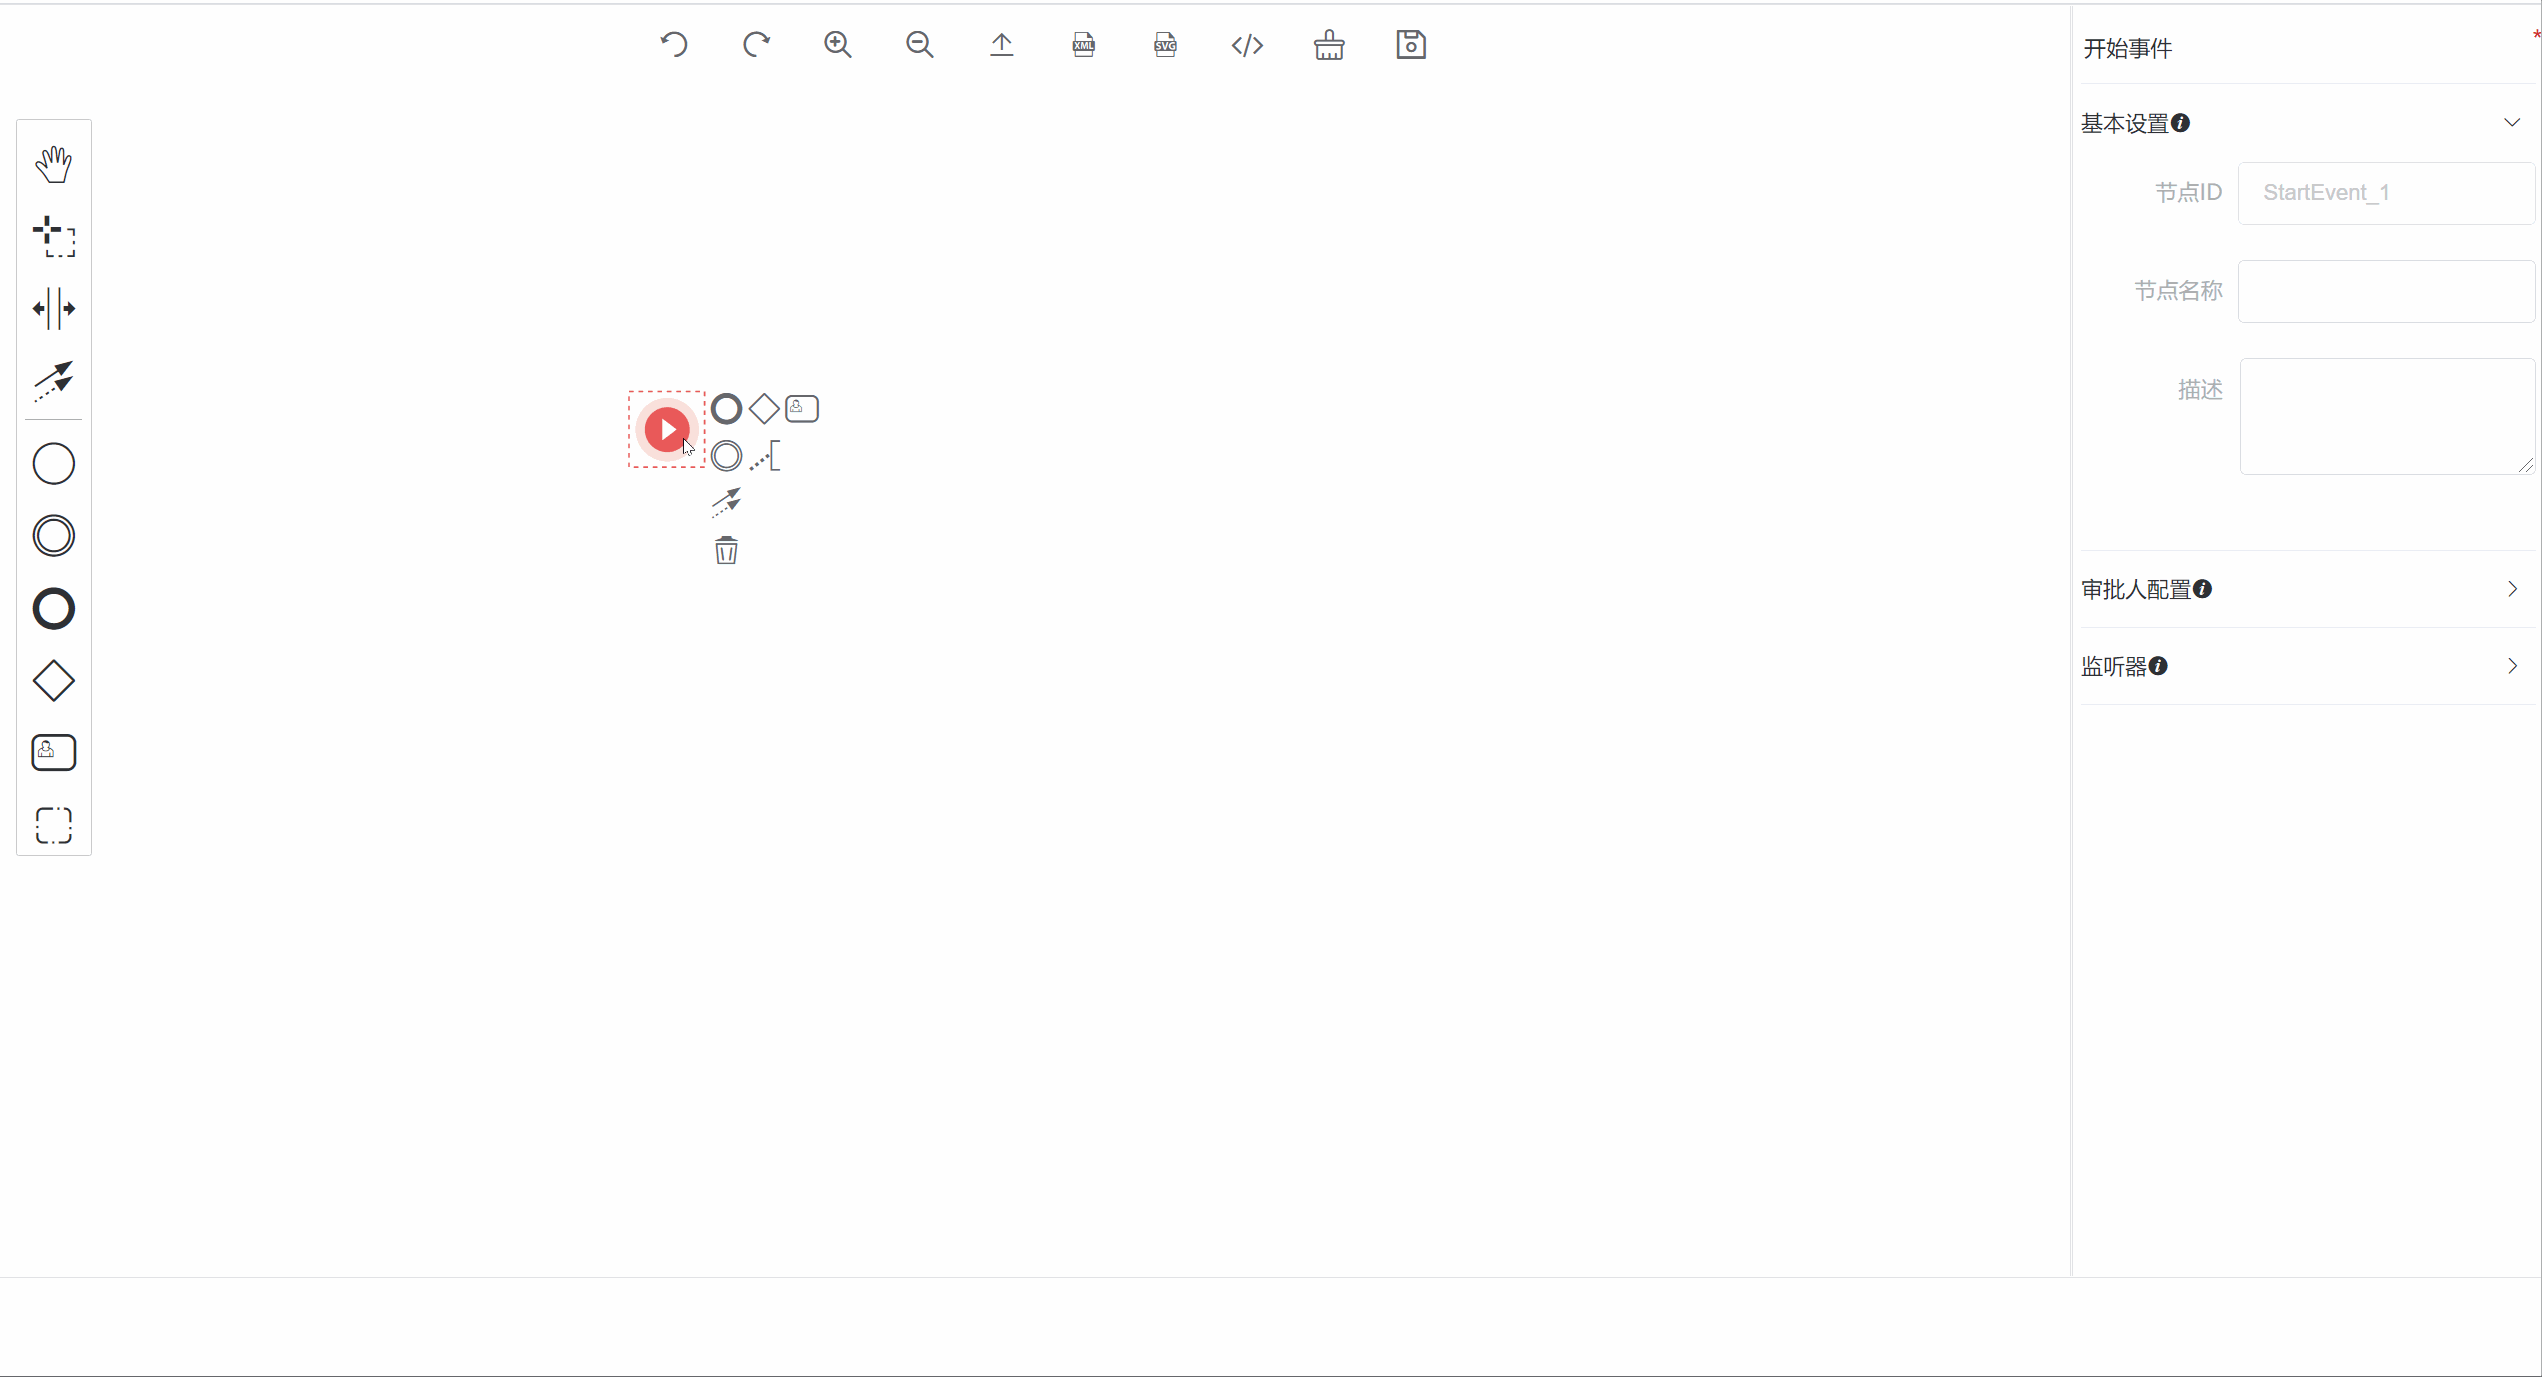 XML
SVG
开始事件
*
基本设置
节点ID
StartEvent_1
节点名称
描述
审批人配置
监听器